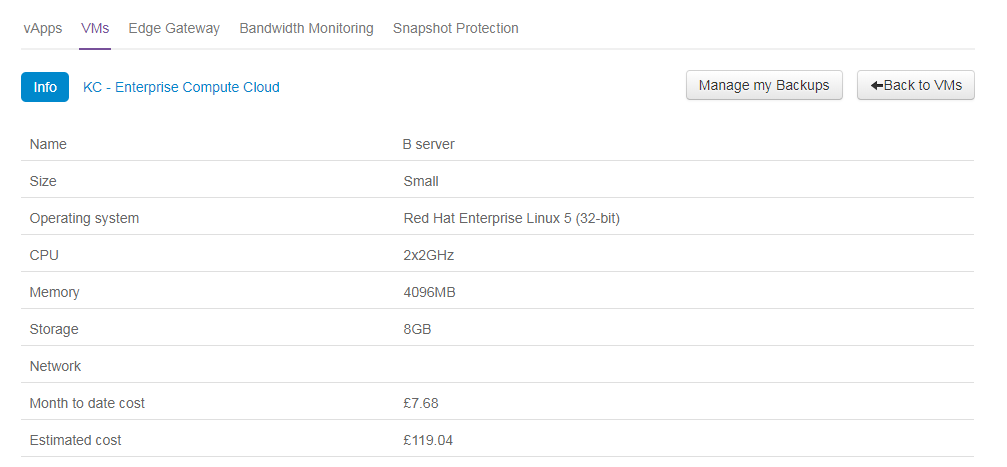 vApps VMs Edge Gateway Bandwidth Monitoring Snapshot Protection
Info KC - Enterprise Compute Cloud Manage my Backups Back to VMs
Name B server
Size Small
Operating system Red Hat Enterprise Linux 5 (32-bit)
CPU 2x2GHz
Memory 4096MB
Storage 8GB
Network
Month to date cost £7.68
Estimated cost £119.04